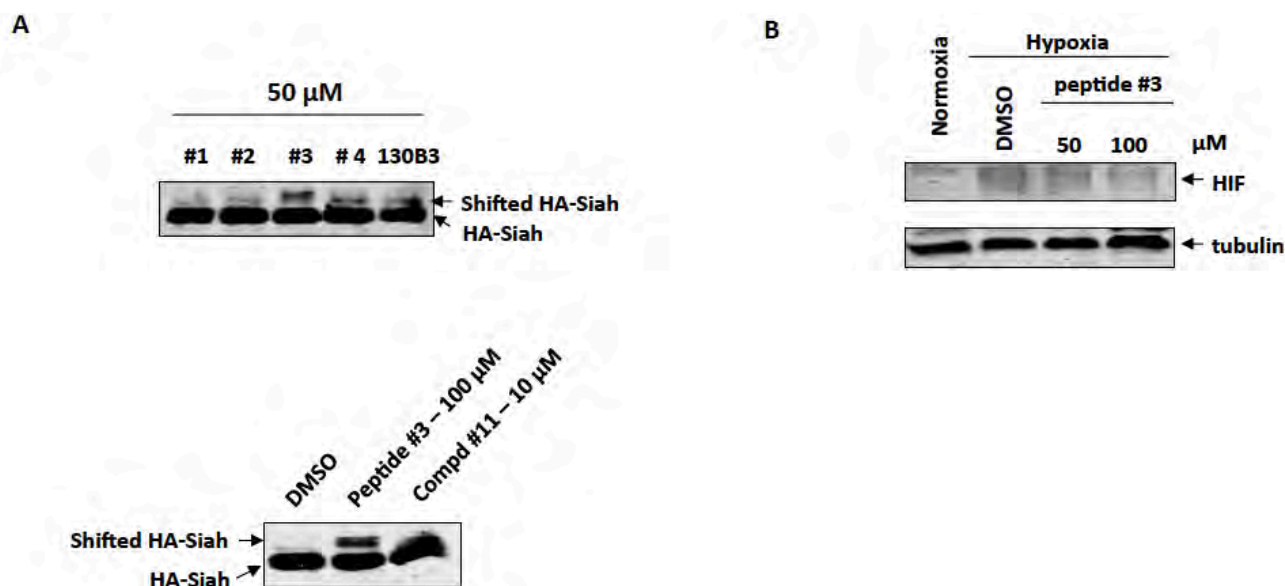 A
50 µM
#1 #2 #3 # 4 130B3
Shifted HA-Siah
HA-Siah
B
Hypoxia
Normoxia
DMSO
peptide #3
50 100 µM
HIF
tubulin
DMSO
Peptide #3 – 100 µM
Compd #11 – 10 µM
Shifted HA-Siah
HA-Siah